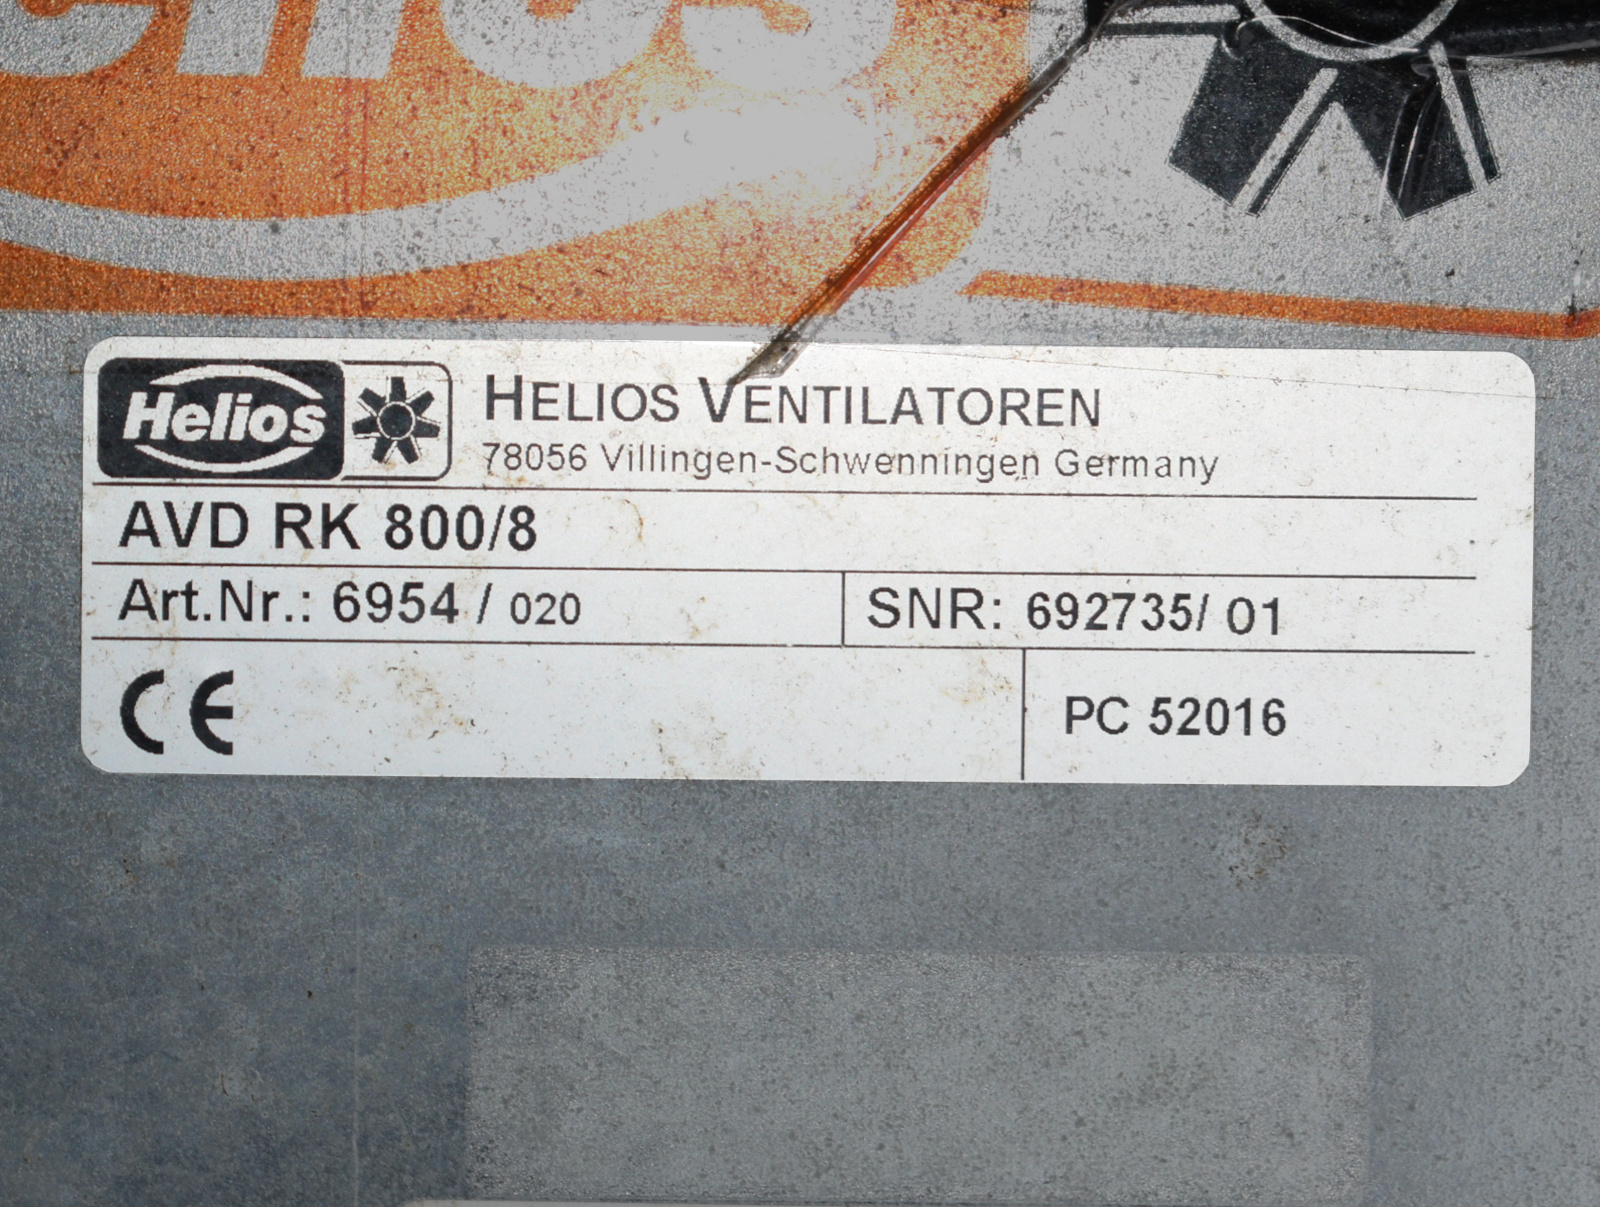 elios
Helios
HELIOS VENTILATOREN
78056 Villingen-Schwenningen Germany
AVD RK 800/8
Art.Nr.: 6954 / 020
SNR: 692735/ 01
CE
PC 52016